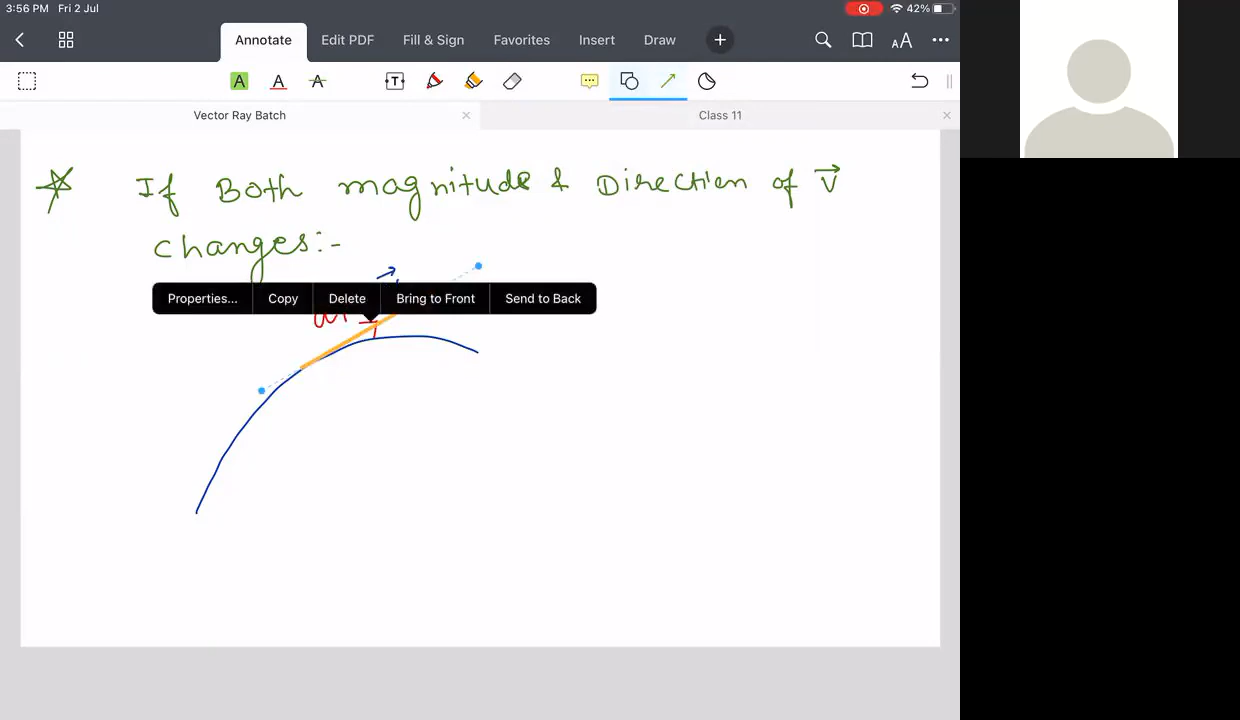 3:56 PM Fri 2 Jul 42%
Annotate Edit PDF Fill & Sign Favorites Insert Draw
Vector Ray Batch Class 11
If Both magnitude & Direction of v⃗
changes:-
Properties... Copy Delete Bring to Front Send to Back